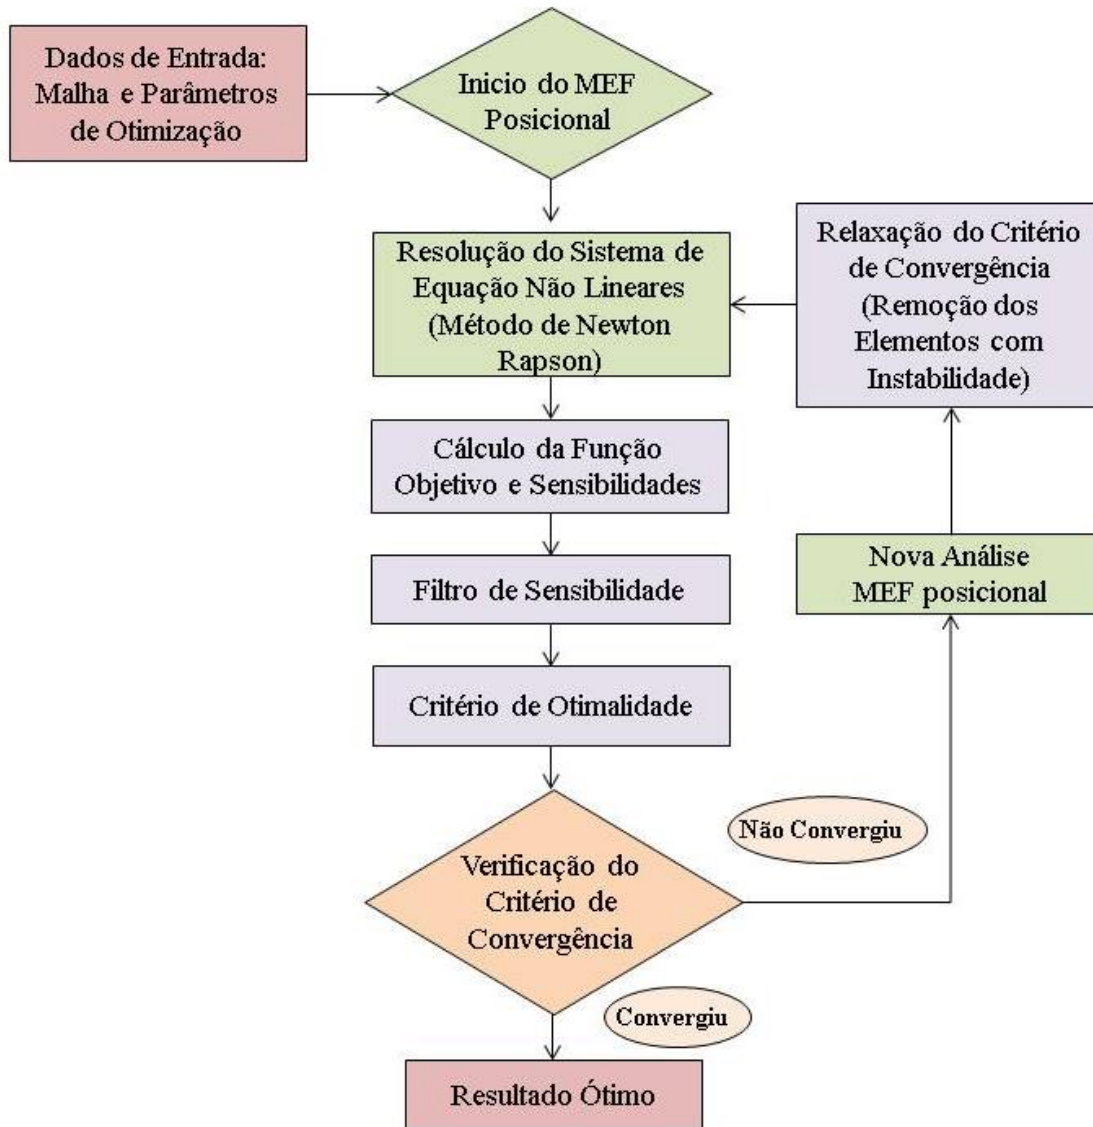 Dados de Entrada:
Malha e Parâmetros
de Otimização
Inicio do MEF
Posicional
Resolução do Sistema de
Equação Não Lineares
(Método de Newton
Rapson)
Relaxação do Critério
de Convergência
(Remoção dos
Elementos com
Instabilidade)
Cálculo da Função
Objetivo e Sensibilidades
Filtro de Sensibilidade
Nova Análise
MEF posicional
Critério de Otimalidade
Verificação do
Critério de
Convergência
Não Convergiu
Convergiu
Resultado Ótimo